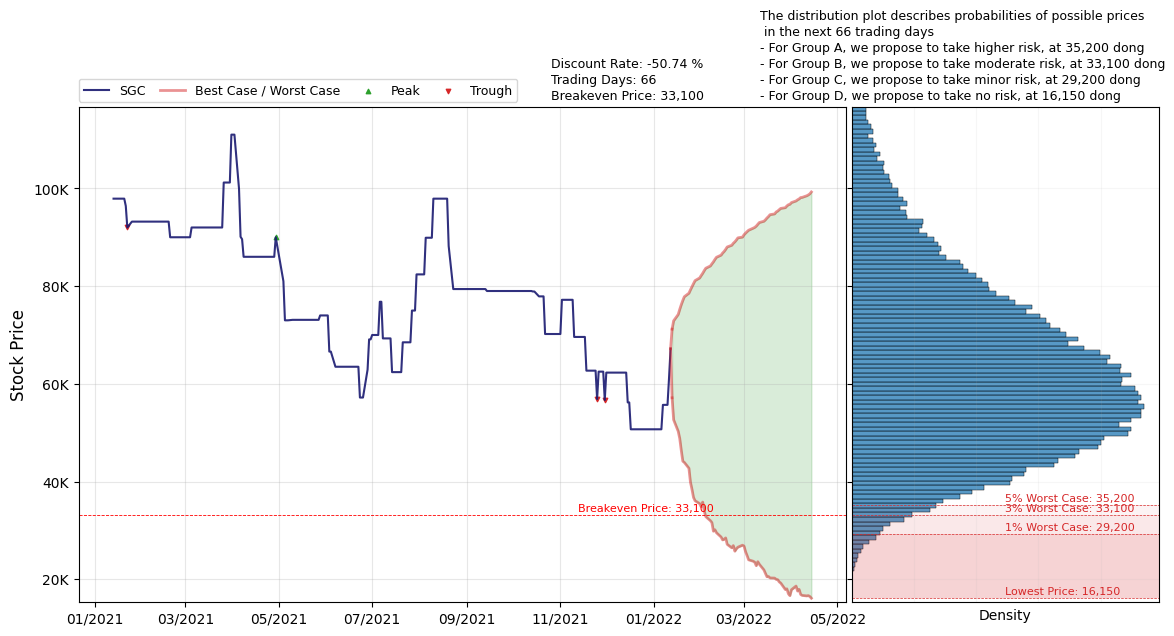 The distribution plot describes probabilities of possible prices
in the next 66 trading days
- For Group A, we propose to take higher risk, at 35,200 dong
- For Group B, we propose to take moderate risk, at 33,100 dong
- For Group C, we propose to take minor risk, at 29,200 dong
- For Group D, we propose to take no risk, at 16,150 dong
Discount Rate: -50.74 %
Trading Days: 66
Breakeven Price: 33,100
SGC
Best Case / Worst Case
Peak
Trough
Stock Price
100K
80K
60K
40K
20K
Breakeven Price: 33,100
5% Worst Case: 35,200
3% Worst Case: 33,100
1% Worst Case: 29,200
Lowest Price: 16,150
01/2021
03/2021
05/2021
07/2021
09/2021
11/2021
01/2022
03/2022
05/2022
Density